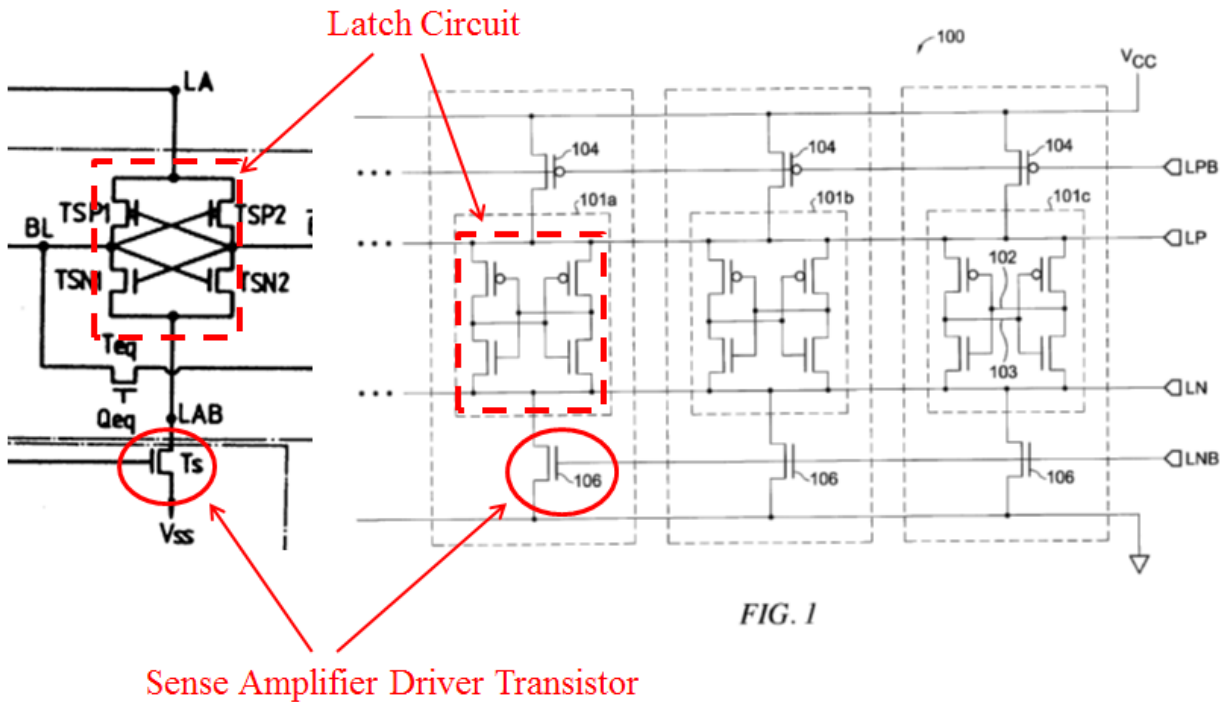 Latch Circuit
LA
TSP1
TSP2
BL
TSN1
TSN2
Teq
Qeq
LAB
Ts
Vss
100
VCC
104
104
104
LPB
101a
101b
101c
LP
102
103
LN
106
106
106
LNB
FIG. 1
Sense Amplifier Driver Transistor